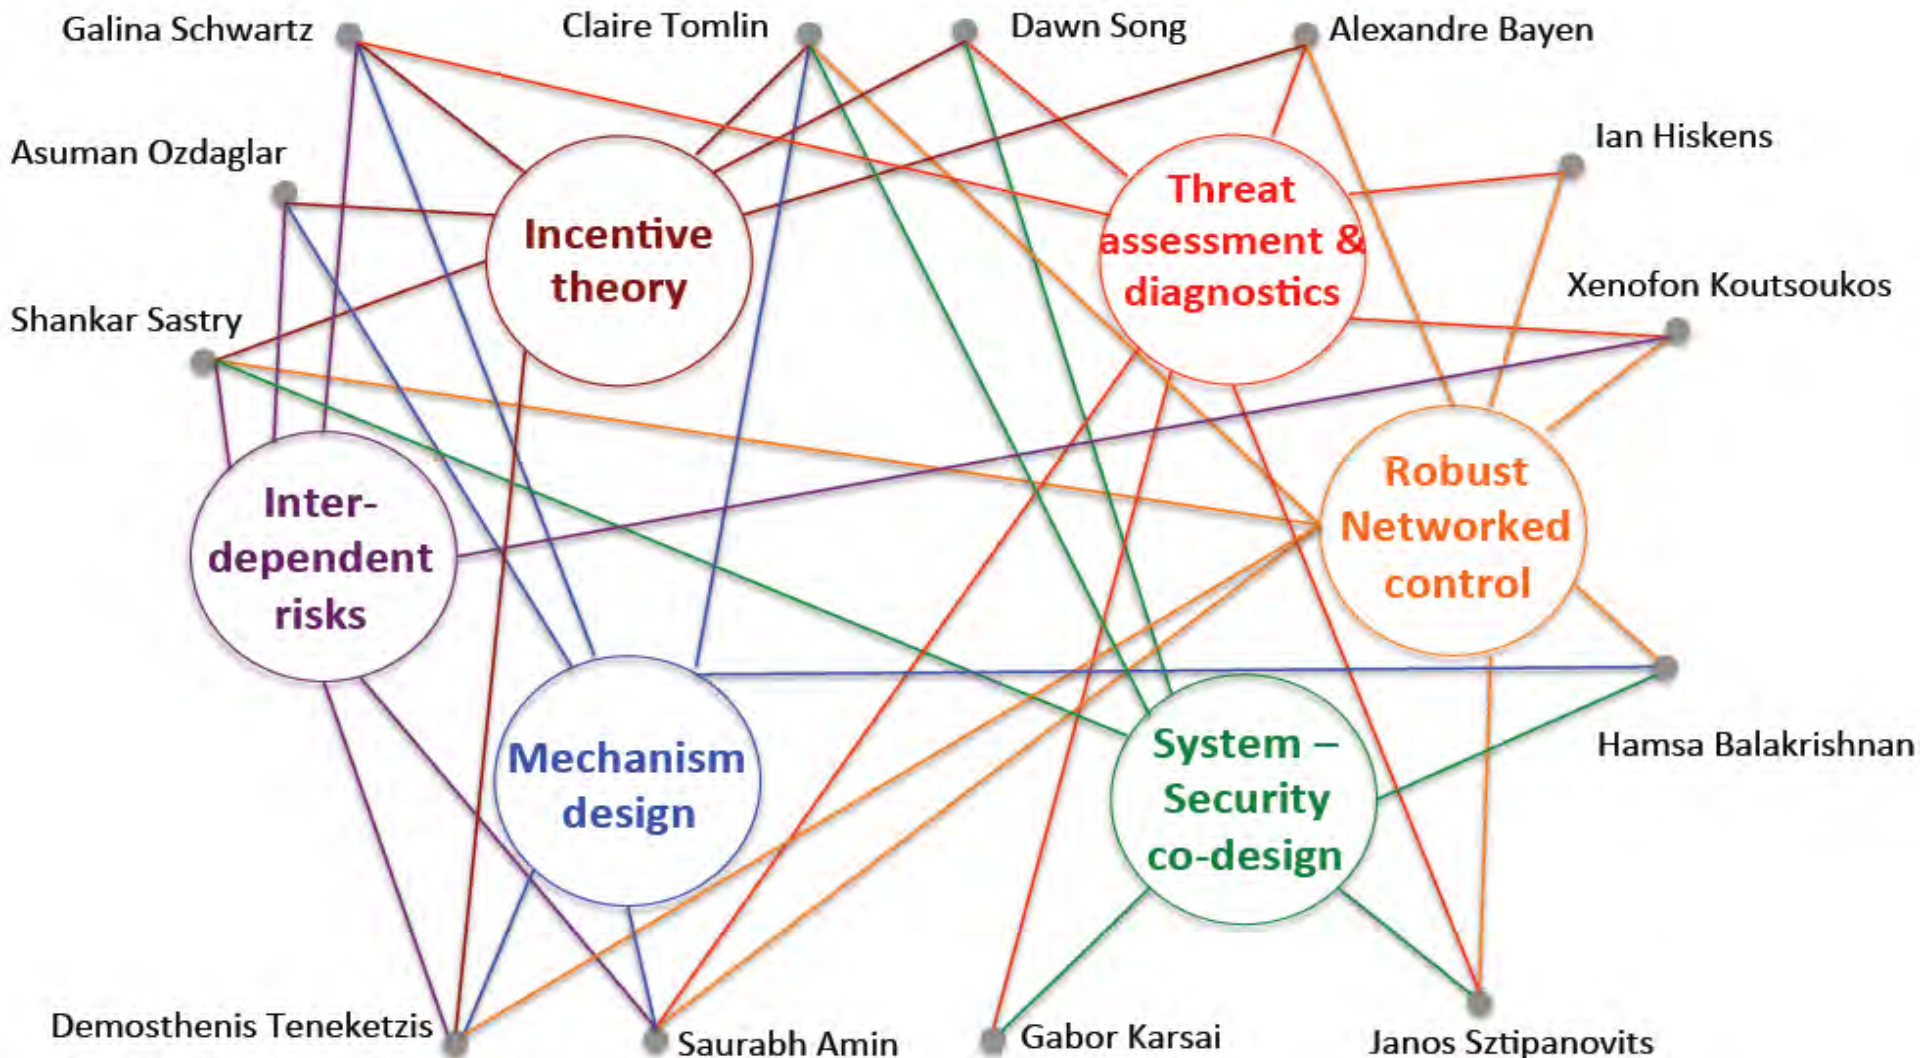 Galina Schwartz
Claire Tomlin
Dawn Song
Alexandre Bayen
Ian Hiskens
Asuman Ozdaglar
Threat
assessment &
diagnostics
Incentive
theory
Xenofon Koutsoukos
Shankar Sastry
Robust
Networked
control
Inter-
dependent
risks
Hamsa Balakrishnan
Mechanism
design
System –
Security
co-design
Demosthenis Teneketzis
Saurabh Amin
Gabor Karsai
Janos Sztipanovits